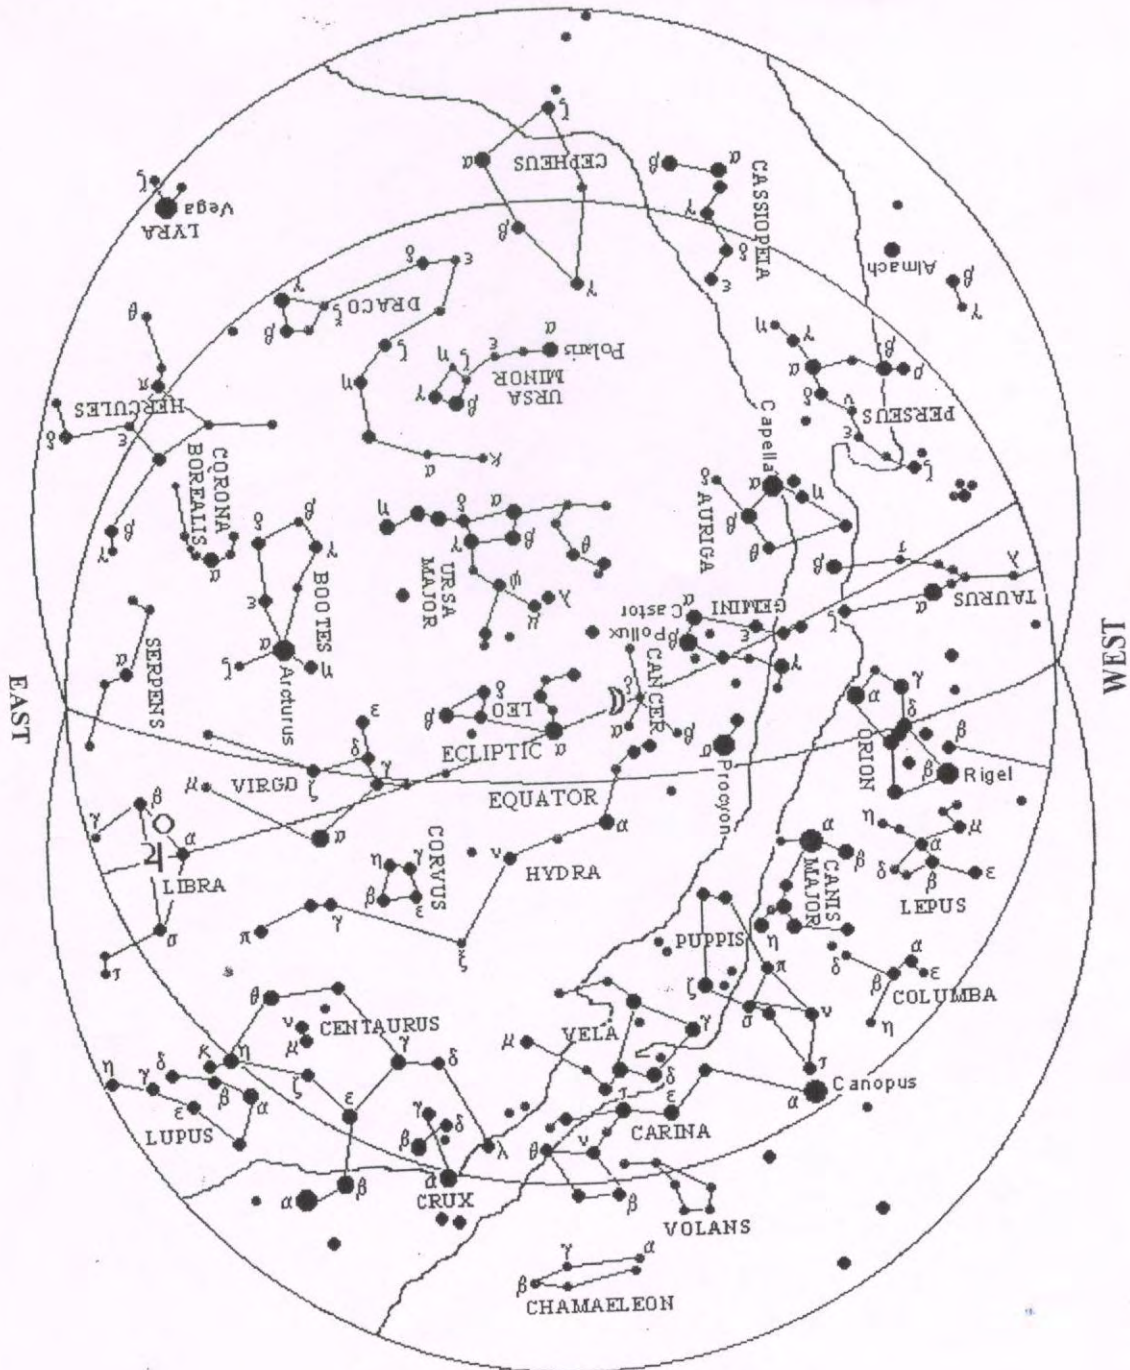 ζ
α
CEPHEUS
β
α
CASSIOPEIA
ζ
Vega
LYRA
γ
β
δ
ε
Almach
β
γ
δ
ε
γ
γ
DRACO
ξ
β
θ
α
Polaris
ε
ζ
η
URSA
MINOR
γ
β
ζ
η
η
γ
α
β
ρ
δ
ν
ε
ζ
PERSEUS
π
HERCULES
δ
ε
α
κ
Capella
α
η
δ
AURIGA
β
θ
CORONA
BOREALIS
α
β
γ
δ
β
γ
BOOTES
ε
α
Arcturus
η
ζ
η
δ
α
γ
β
URSA
MAJOR
θ
ψ
λ
μ
β
τ
λ
TAURUS
α
ζ
α
Castor
GEMINI
ε
β
Pollux
γ
SERPENS
α
EAST
WEST
CANCER
δ
α
β
δ
LEO
β
α
ECLIPTIC
EQUATOR
α
γ
δ
ORION
β
β
Rigel
α
Procyon
ε
δ
VIRGO
γ
ζ
μ
α
β
γ
α
LIBRA
σ
τ
CORVUS
η
γ
β
ε
ν
HYDRA
α
π
γ
ξ
α
β
CANIS
MAJOR
η
μ
α
δ
β
ε
LEPUS
PUPPIS
ζ
π
σ
ν
τ
δ
α
β
ε
COLUMBA
η
θ
ν
CENTAURUS
μ
γ
δ
κ
η
ζ
ε
η
γ
δ
β
α
ε
LUPUS
VELA
γ
μ
δ
ι
ε
Canopus
α
CARINA
γ
δ
β
λ
α
CRUX
β
α
θ
ν
β
VOLANS
γ
α
β
CHAMAELEON